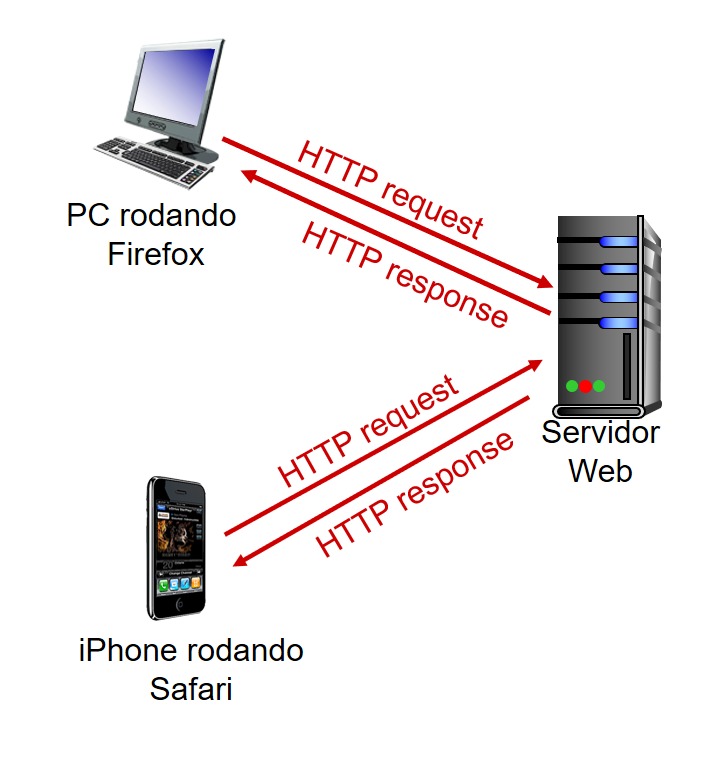 HTTP request
HTTP response
PC rodando
Firefox
HTTP request
HTTP response
Servidor
Web
iPhone rodando
Safari